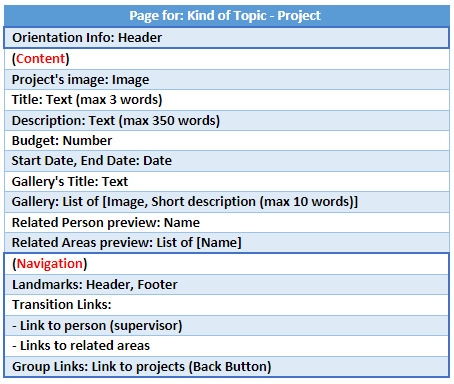 Page for: Kind of Topic - Project
Orientation Info: Header
(Content)
Project's image: Image
Title: Text (max 3 words)
Description: Text (max 350 words)
Budget: Number
Start Date, End Date: Date
Gallery's Title: Text
Gallery: List of [Image, Short description (max 10 words)]
Related Person preview: Name
Related Areas preview: List of [Name]
(Navigation)
Landmarks: Header, Footer
Transition Links:
- Link to person (supervisor)
- Links to related areas
Group Links: Link to projects (Back Button)